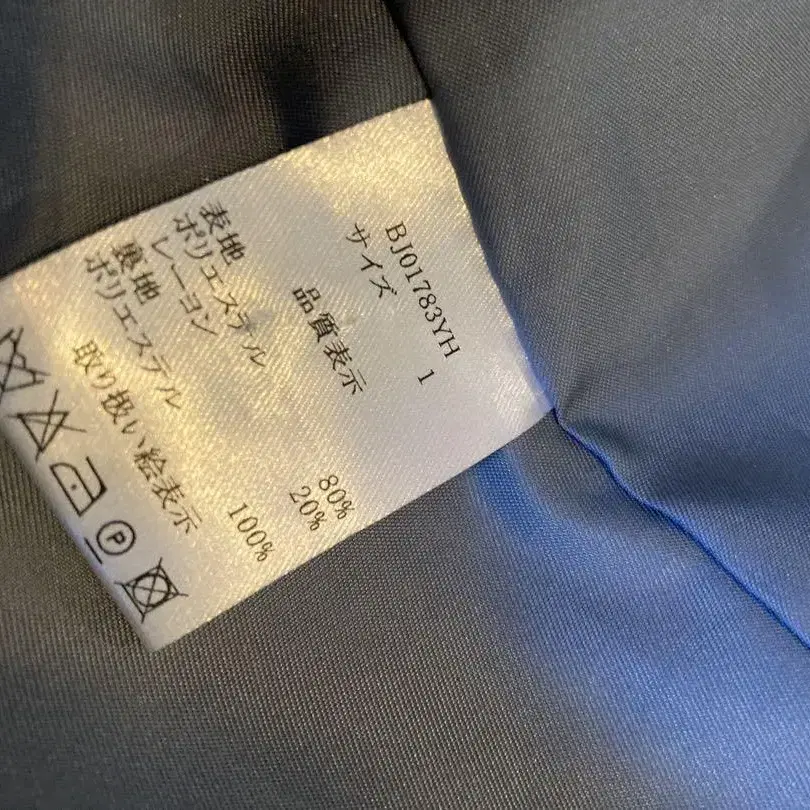 BJ01783YH
サイズ 1
品質表示
表地
ポリエステル 80%
レーヨン 20%
裏地
ポリエステル 100%
取り扱い絵表示
P